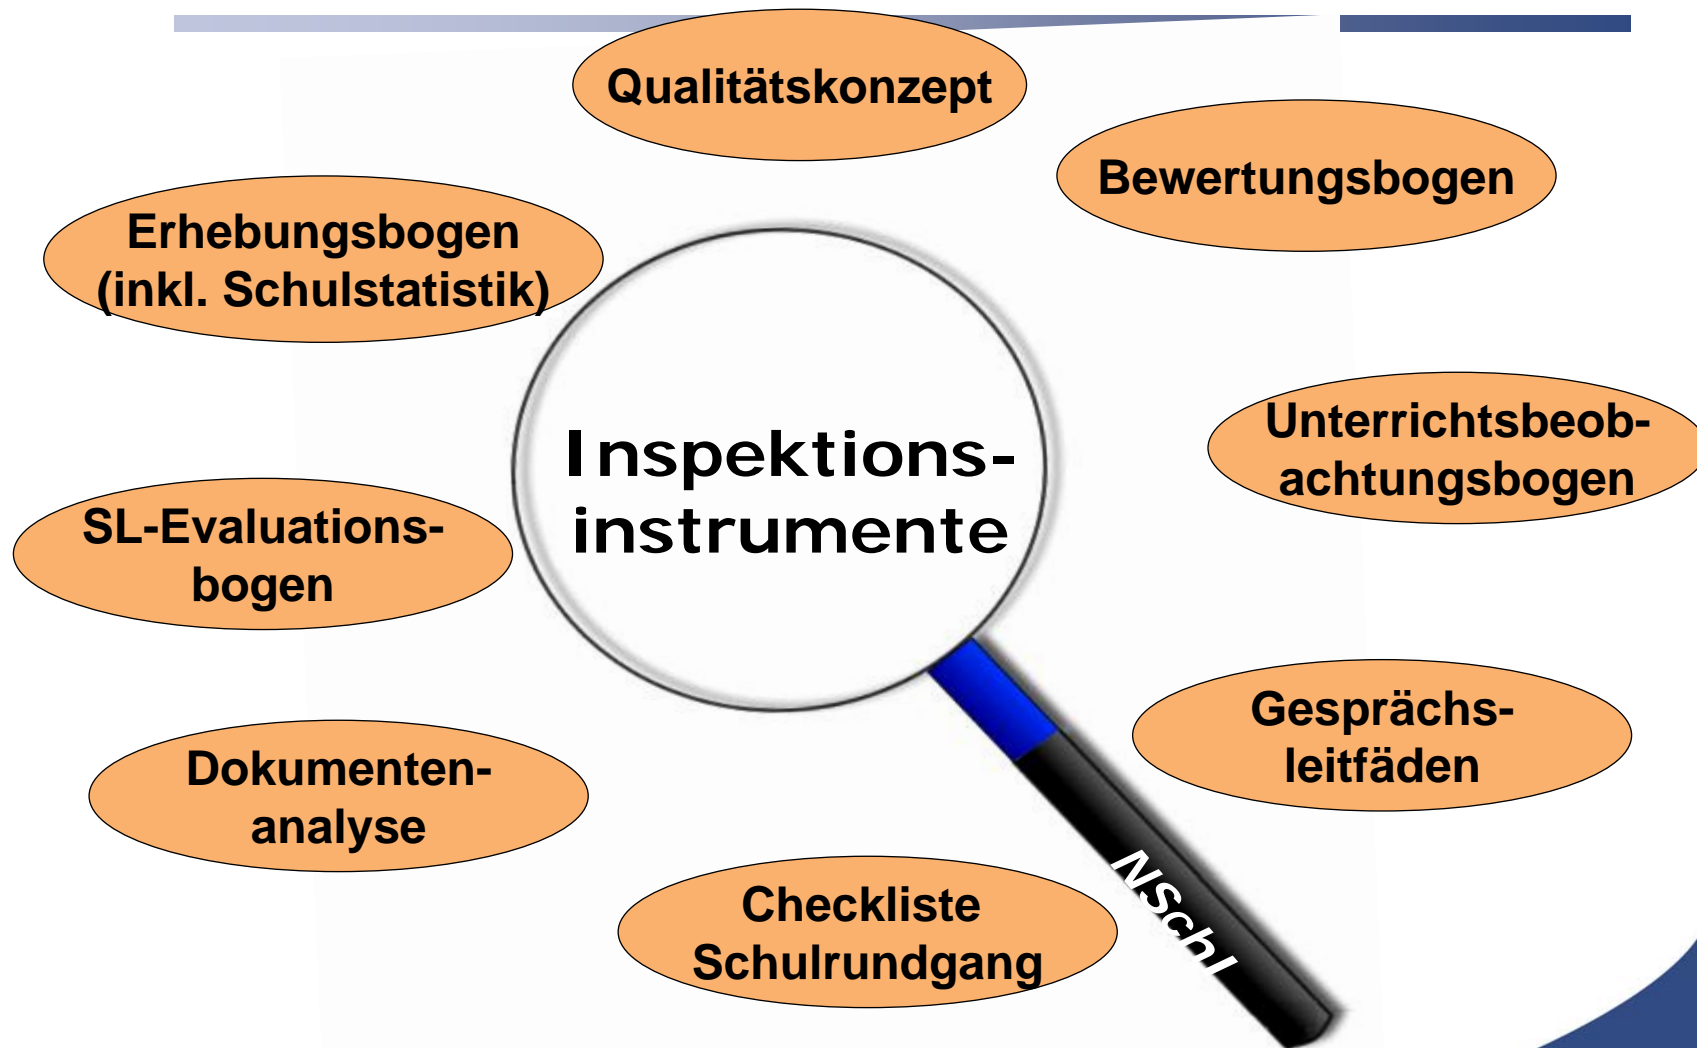 Qualitätskonzept
Bewertungsbogen
Erhebungsbogen
(inkl. Schulstatistik)
Unterrichtsbeob-
achtungsbogen
Inspektions-
instrumente
SL-Evaluations-
bogen
Gesprächs-
leitfäden
Dokumenten-
analyse
Checkliste
Schulrundgang
NSchI